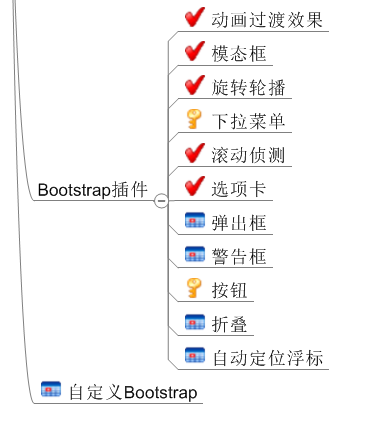 动画过渡效果
模态框
旋转轮播
下拉菜单
滚动侦测
Bootstrap插件
选项卡
弹出框
警告框
按钮
折叠
自动定位浮标
自定义Bootstrap